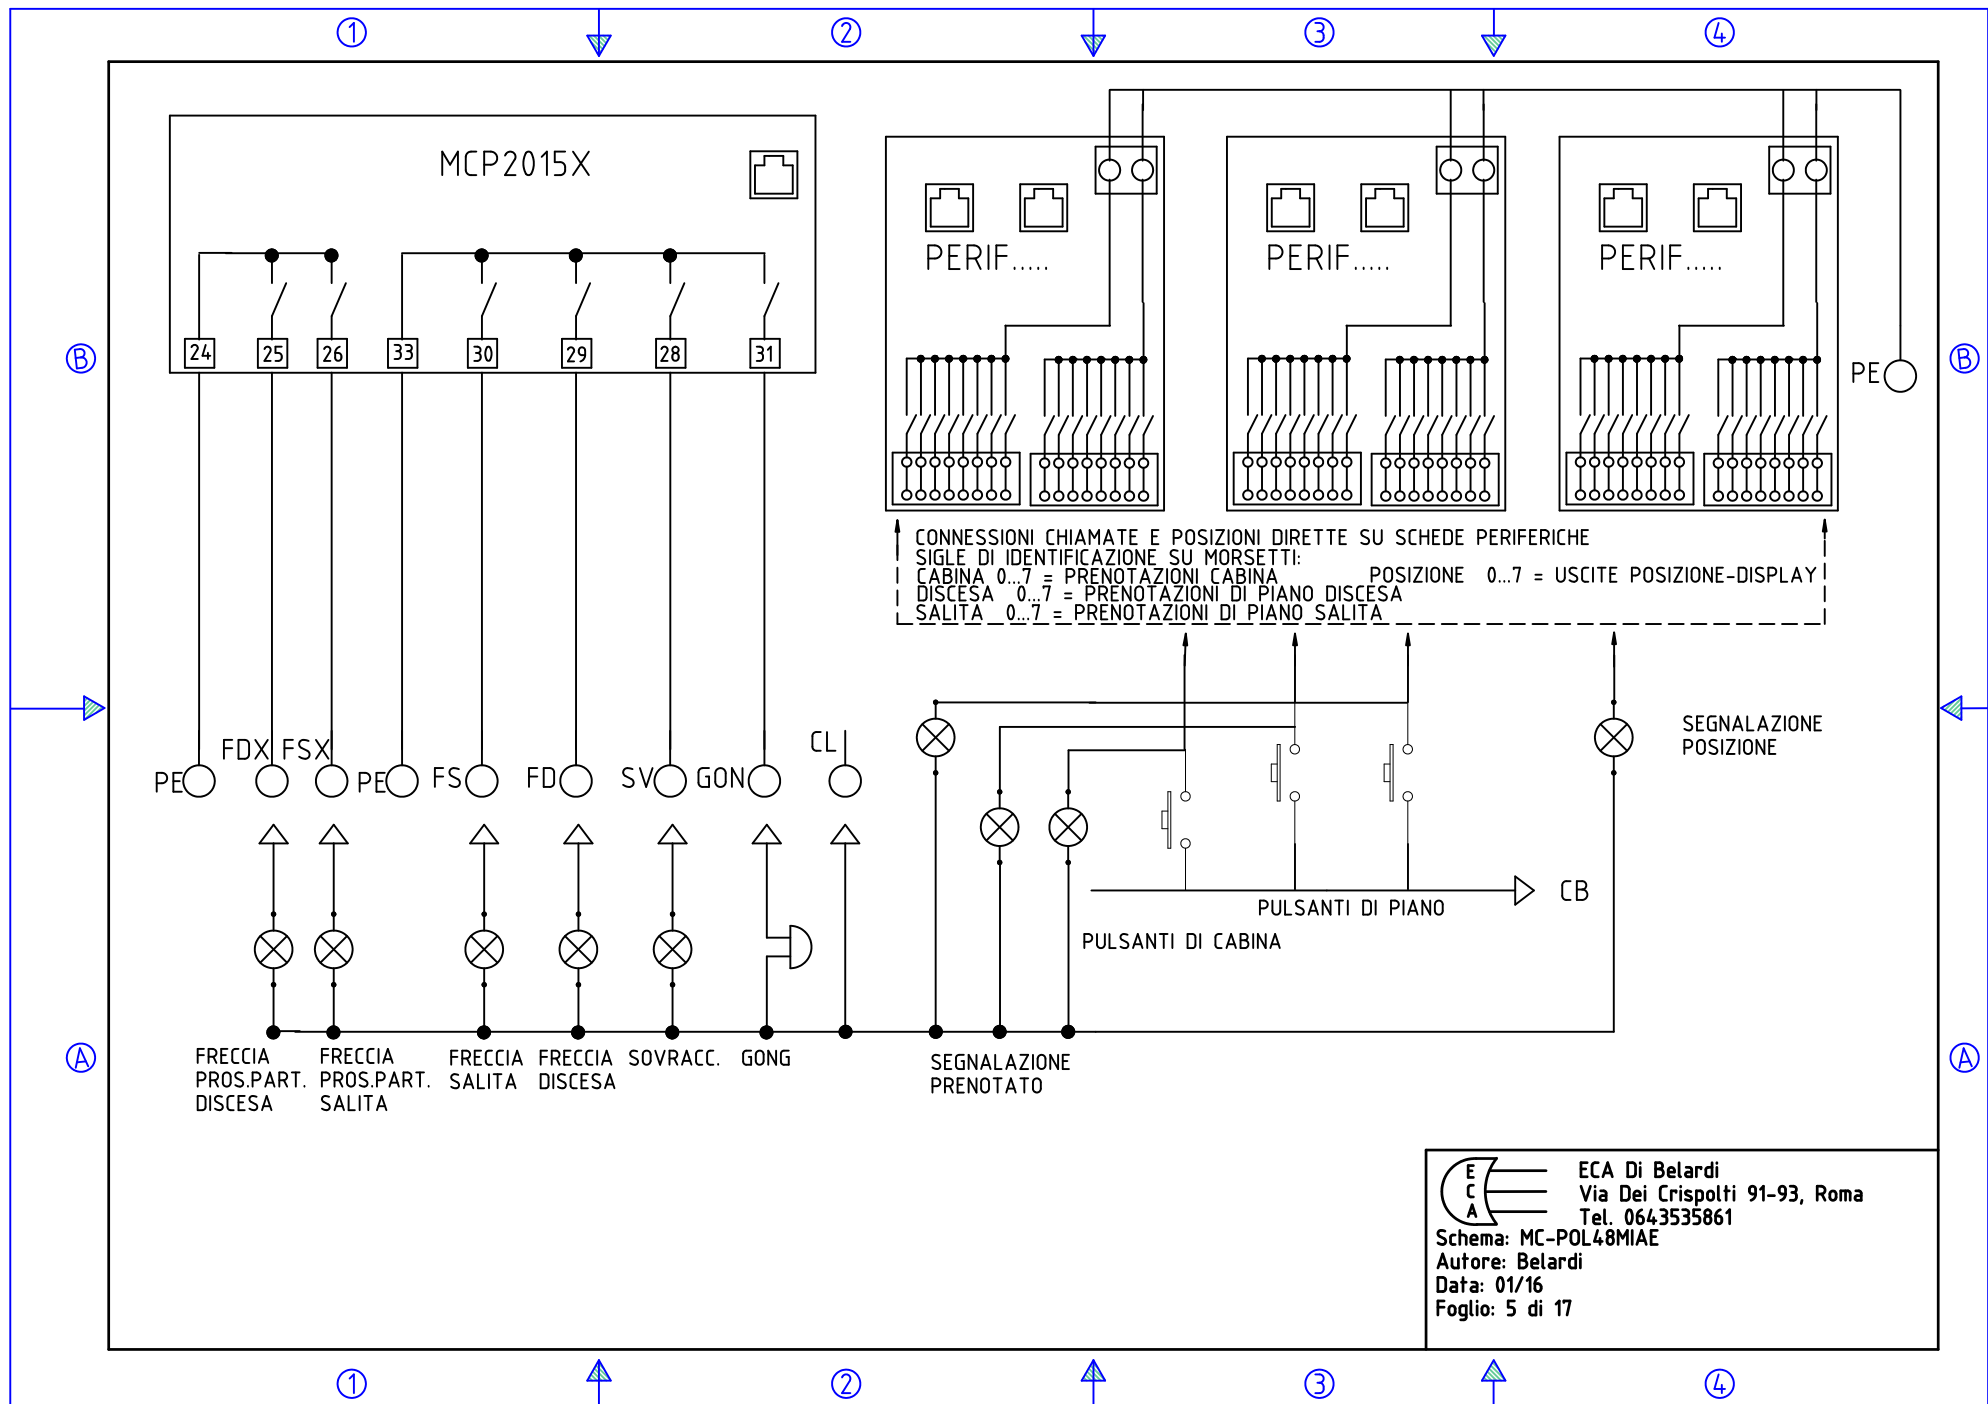 1 2 3 4
MCP2015X
PERIF..... PERIF..... PERIF.....
24 25 26 33 30 29 28 31
B B
PE
CONNESSIONI CHIAMATE E POSIZIONI DIRETTE SU SCHEDE PERIFERICHE
SIGLE DI IDENTIFICAZIONE SU MORSETTI:
CABINA 0...7 = PRENOTAZIONI CABINA POSIZIONE 0...7 = USCITE POSIZIONE-DISPLAY
DISCESA 0...7 = PRENOTAZIONI DI PIANO DISCESA
SALITA 0...7 = PRENOTAZIONI DI PIANO SALITA
SEGNALAZIONE
POSIZIONE
PE FDX FSX PE FS FD SV GON CL
CB
PULSANTI DI PIANO
PULSANTI DI CABINA
A A
FRECCIA
PROS.PART.
DISCESA
FRECCIA
PROS.PART.
SALITA
FRECCIA
SALITA
FRECCIA
DISCESA
SOVRACC.
GONG
SEGNALAZIONE
PRENOTATO
E
C
A
ECA Di Belardi
Via Dei Crispolti 91-93, Roma
Tel. 0643535861
Schema: MC-POL48MIAE
Autore: Belardi
Data: 01/16
Foglio: 5 di 17
1 2 3 4